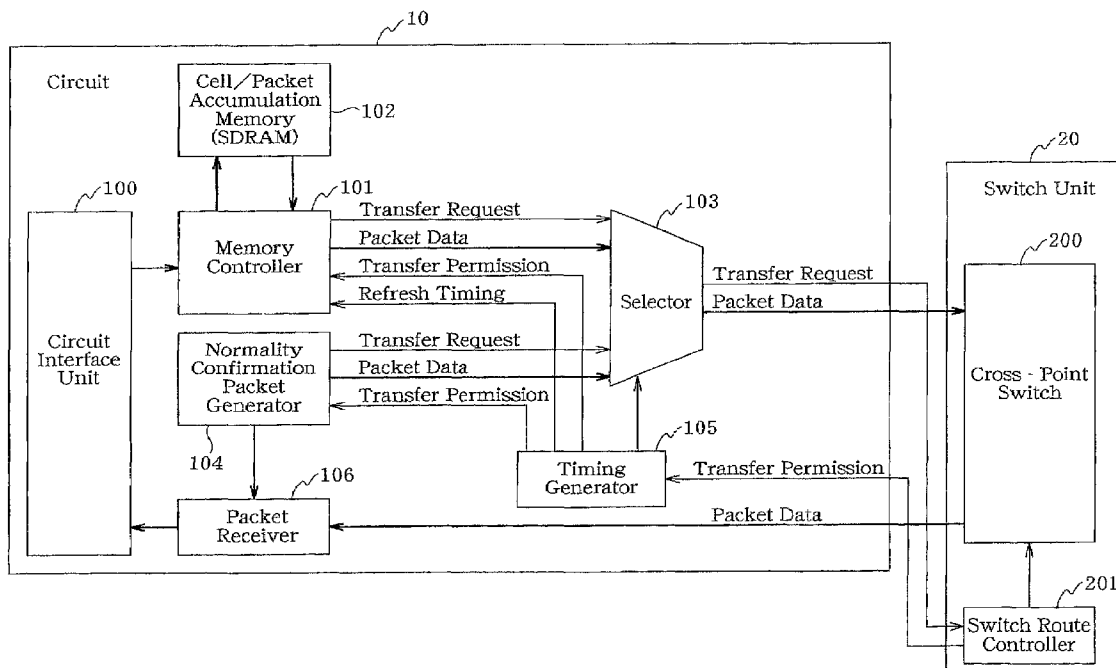 10
Circuit
Cell/Packet
Accumulation
Memory
(SDRAM)
102
20
Switch Unit
100
101
103
200
Circuit
Interface
Unit
Memory
Controller
Transfer Request
Packet Data
Transfer Permission
Refresh Timing
Selector
Transfer Request
Packet Data
Cross - Point
Switch
Normality
Confirmation
Packet
Generator
104
Transfer Request
Packet Data
Transfer Permission
105
Timing
Generator
Transfer Permission
106
Packet
Receiver
Packet Data
201
Switch Route
Controller